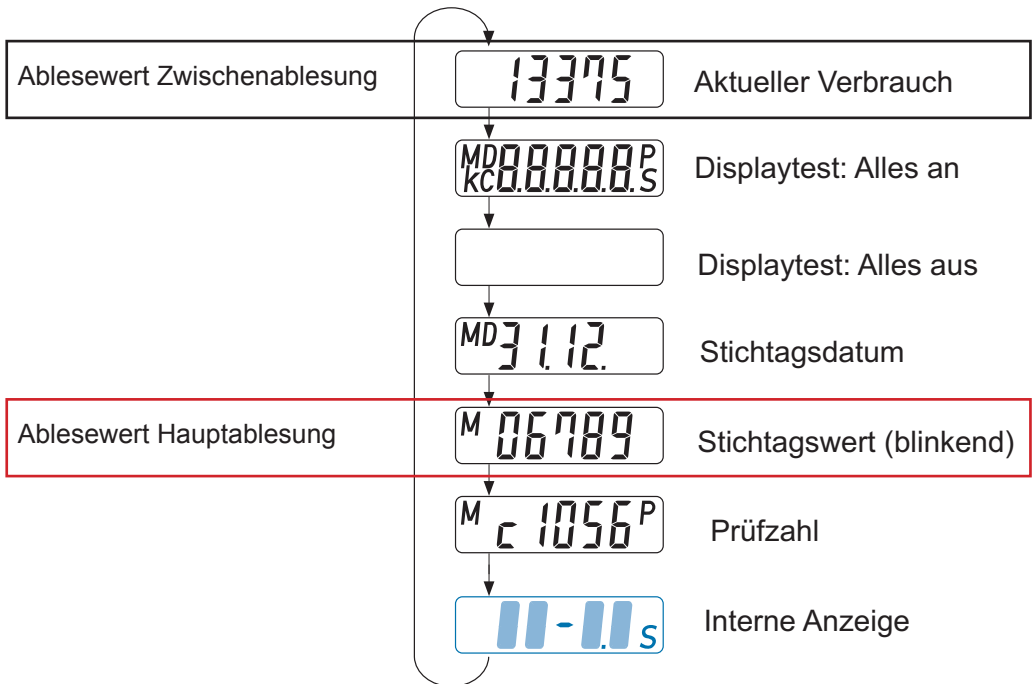 Ablesewert Zwischenablesung 13375 Aktueller Verbrauch
MD kC 8.8.8.8.8. P S Displaytest: Alles an
Displaytest: Alles aus
MD 31.12. Stichtagsdatum
Ablesewert Hauptablesung M 06789 Stichtagswert (blinkend)
M c 1056 P Prüfzahl
- . S Interne Anzeige